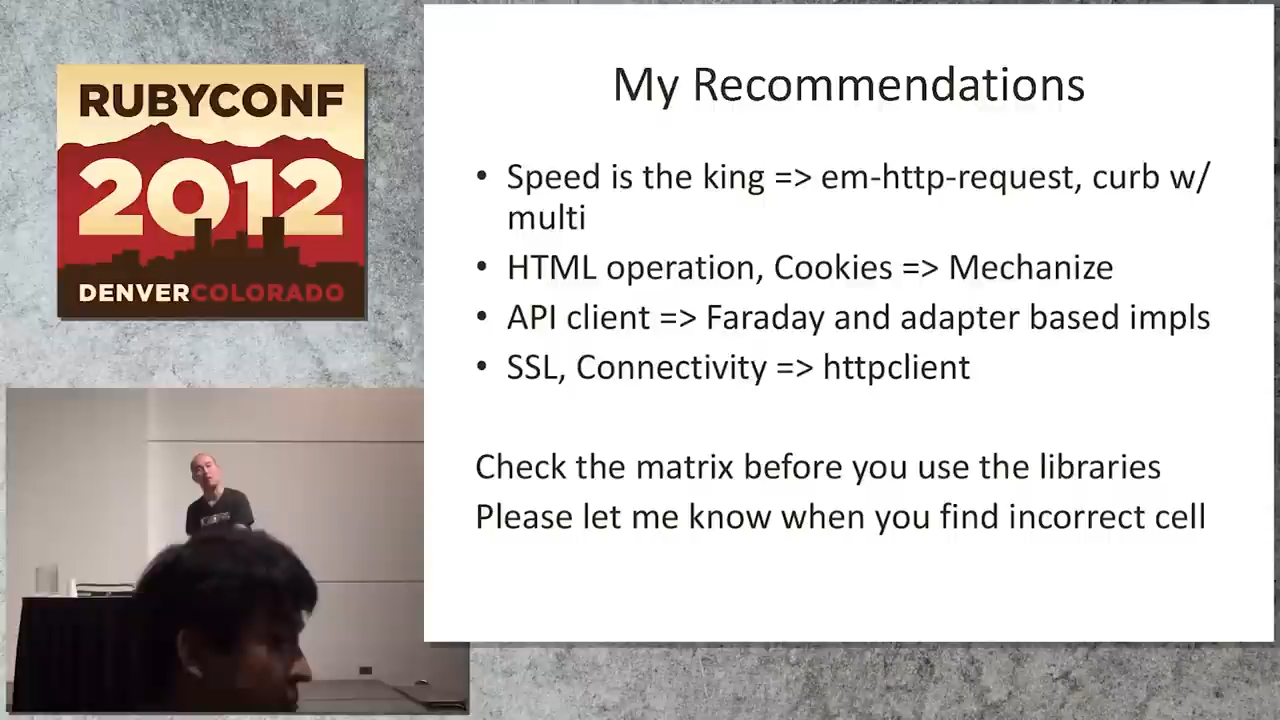 RUBYCONF
2012
DENVERCOLORADO
My Recommendations
• Speed is the king => em-http-request, curb w/
multi
• HTML operation, Cookies => Mechanize
• API client => Faraday and adapter based impls
• SSL, Connectivity => httpclient
Check the matrix before you use the libraries
Please let me know when you find incorrect cell